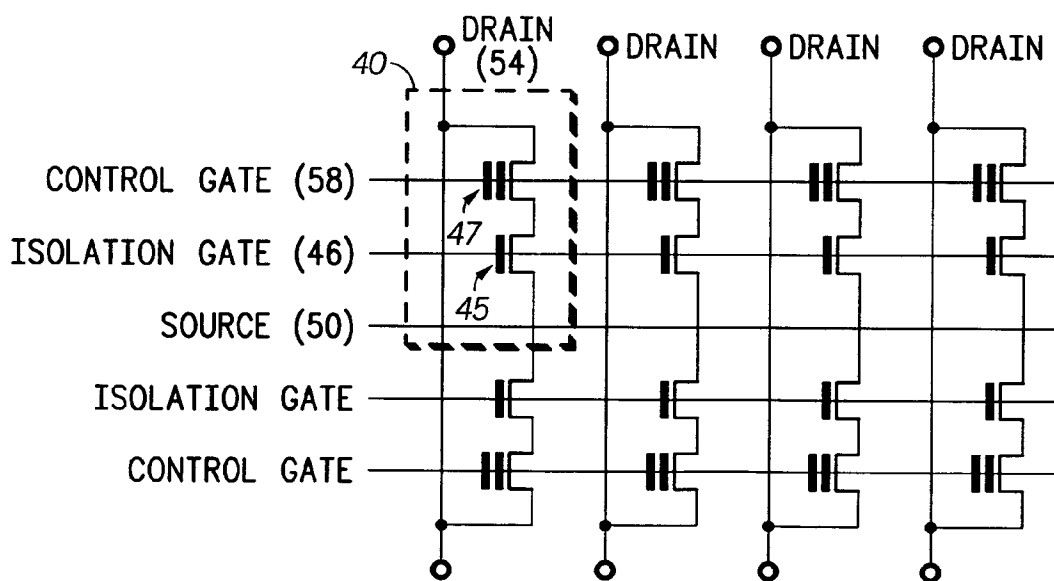 DRAIN
(54)
DRAIN
DRAIN
DRAIN
40
CONTROL GATE (58)
47
ISOLATION GATE (46)
45
SOURCE (50)
ISOLATION GATE
CONTROL GATE